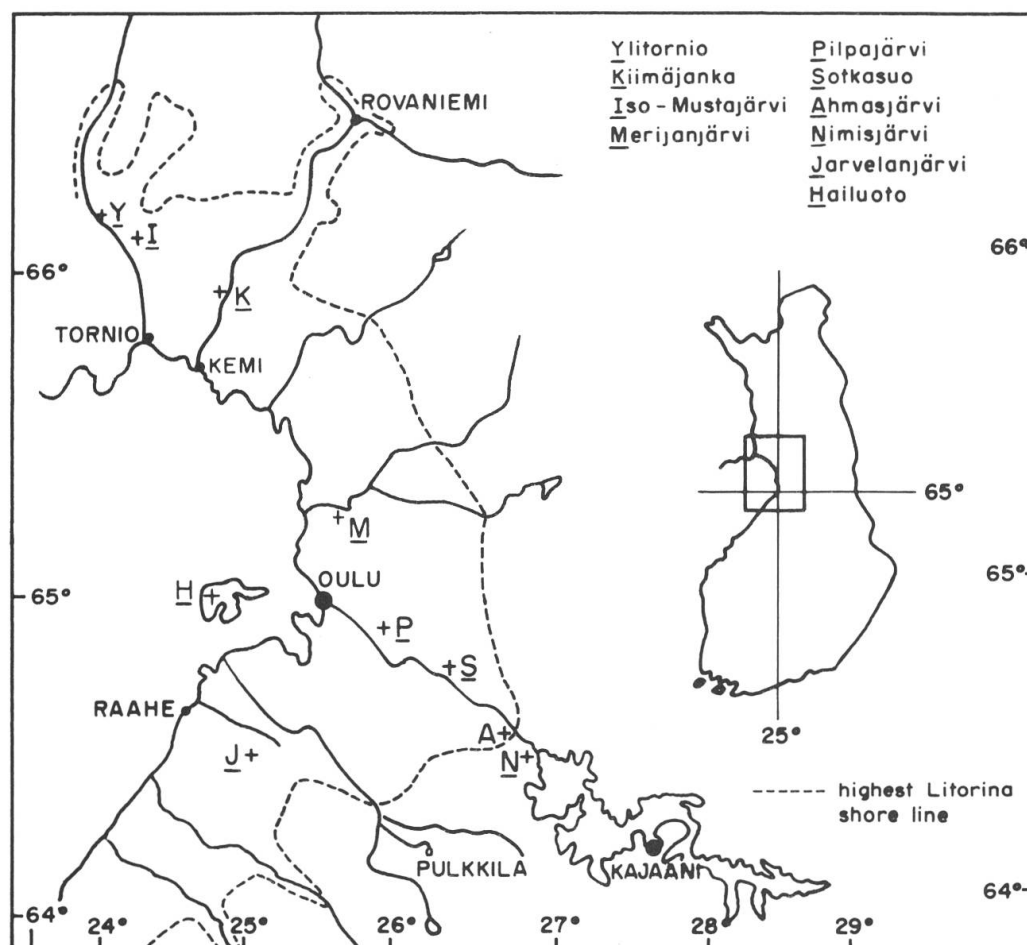 Ylitornio
Kiimäjanka
Iso-Mustajärvi
Merijanjärvi
Pilpajärvi
Sotkasuo
Ahmasjärvi
Nimisjärvi
Jarvelanjärvi
Hailuoto
ROVANIEMI
+Y
+I
66°
66°
+K
TORNIO
KEMI
65°
+M
OULU
65°
65°
H+
+P
+S
RAAHE
A+
N+
J+
25°
highest Litorina
shore line
PULKKILA
KAJAANI
64°
64°
24°
25°
26°
27°
28°
29°